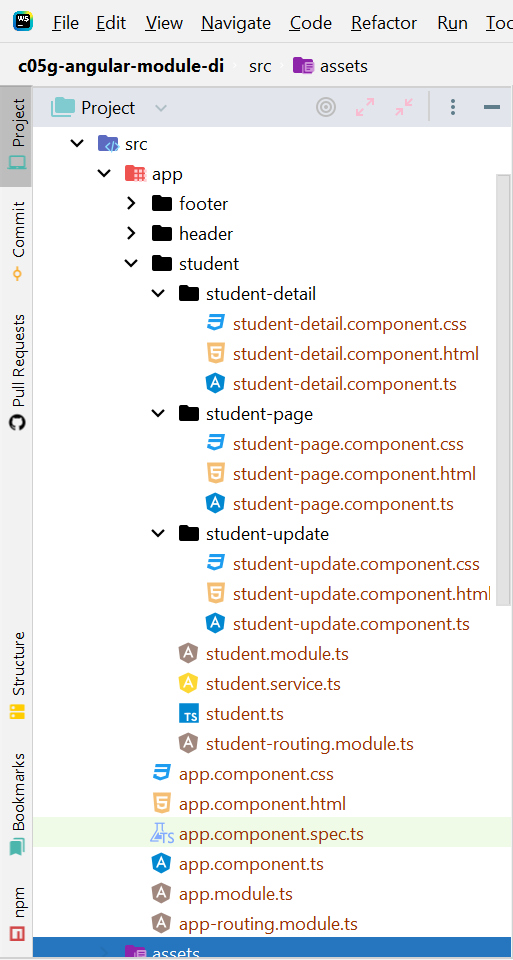 WS File Edit View Navigate Code Refactor Run Too
c05g-angular-module-di src assets
Project
Project
Commit
Pull Requests
Structure
Bookmarks
npm
src
app
footer
header
student
student-detail
student-detail.component.css
student-detail.component.html
student-detail.component.ts
student-page
student-page.component.css
student-page.component.html
student-page.component.ts
student-update
student-update.component.css
student-update.component.html
student-update.component.ts
student.module.ts
student.service.ts
TS student.ts
student-routing.module.ts
app.component.css
app.component.html
TS app.component.spec.ts
app.component.ts
app.module.ts
app-routing.module.ts
assets